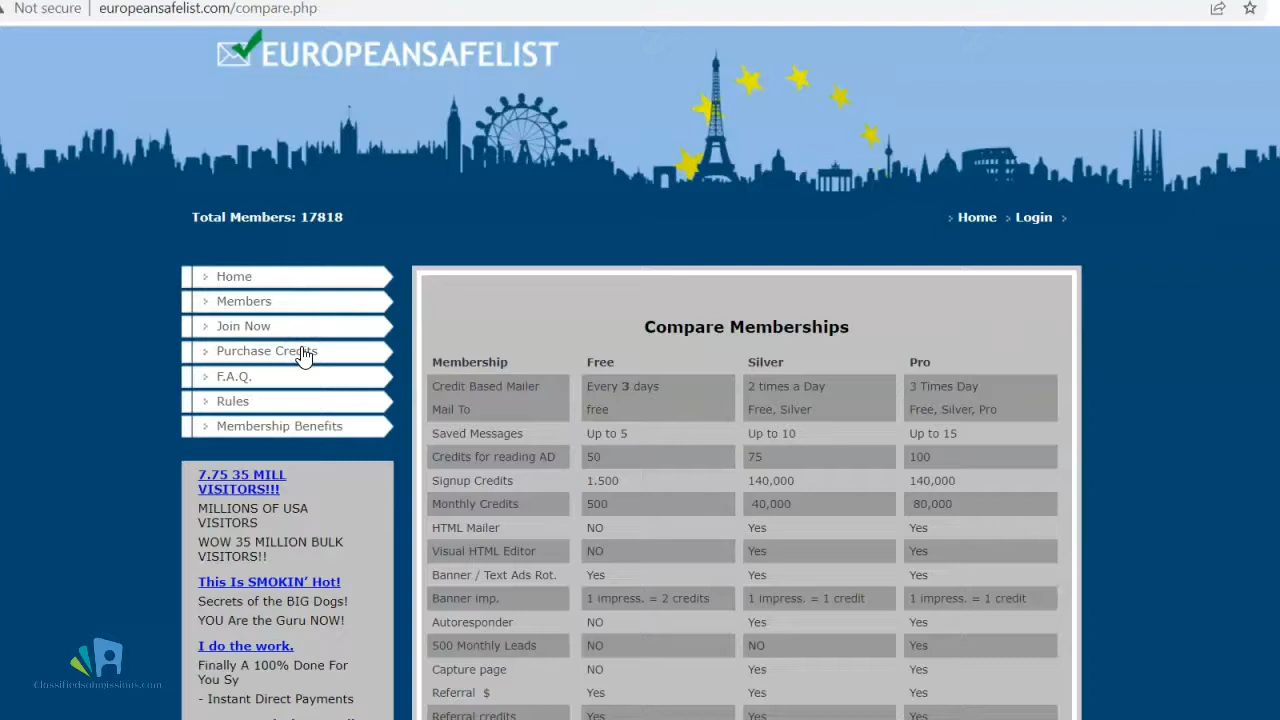 Not secure | europeansafelist.com/compare.php
EUROPEANSAFELIST
Total Members: 17818
Home Login
Home
Members
Join Now
Purchase Credits
F.A.Q.
Rules
Membership Benefits
7.75 35 MILL
VISITORS!!!
MILLIONS OF USA
VISITORS
WOW 35 MILLION BULK
VISITORS!!
This Is SMOKIN' Hot!
Secrets of the BIG Dogs!
YOU Are the Guru NOW!
I do the work.
Finally A 100% Done For
You Sy
- Instant Direct Payments
Compare Memberships
Membership Free Silver Pro
Credit Based Mailer Every 3 days 2 times a Day 3 Times Day
Mail To free Free, Silver Free, Silver, Pro
Saved Messages Up to 5 Up to 10 Up to 15
Credits for reading AD 50 75 100
Signup Credits 1.500 140,000 140,000
Monthly Credits 500 40,000 80,000
HTML Mailer NO Yes Yes
Visual HTML Editor NO Yes Yes
Banner / Text Ads Rot. Yes Yes Yes
Banner imp. 1 impress. = 2 credits 1 impress. = 1 credit 1 impress. = 1 credit
Autoresponder NO Yes Yes
500 Monthly Leads NO NO Yes
Capture page NO Yes Yes
Referral $ Yes Yes Yes
Referral credits Yes Yes Yes
Classifiedsubmissions.com